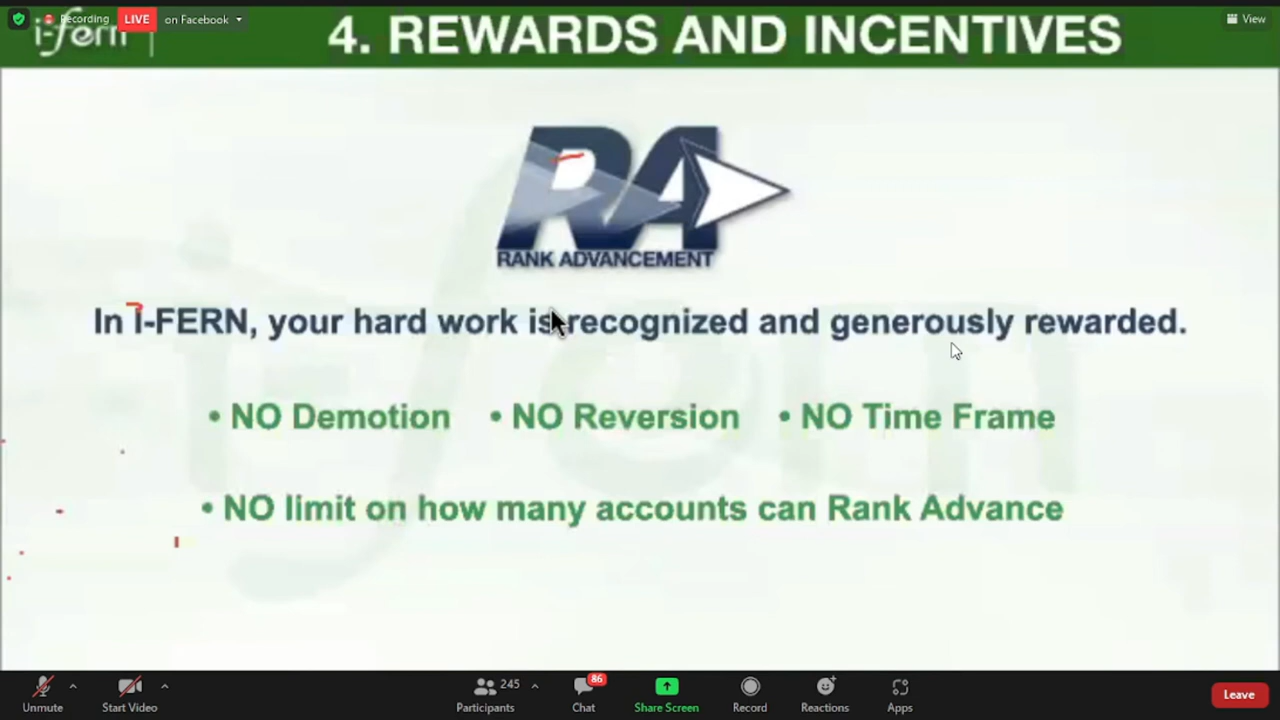 Recording LIVE on Facebook View
i-fern
4. REWARDS AND INCENTIVES
RA
RANK ADVANCEMENT
In i-FERN, your hard work is recognized and generously rewarded.
• NO Demotion • NO Reversion • NO Time Frame
• NO limit on how many accounts can Rank Advance
245 86
Unmute Start Video Participants Chat Share Screen Record Reactions Apps Leave